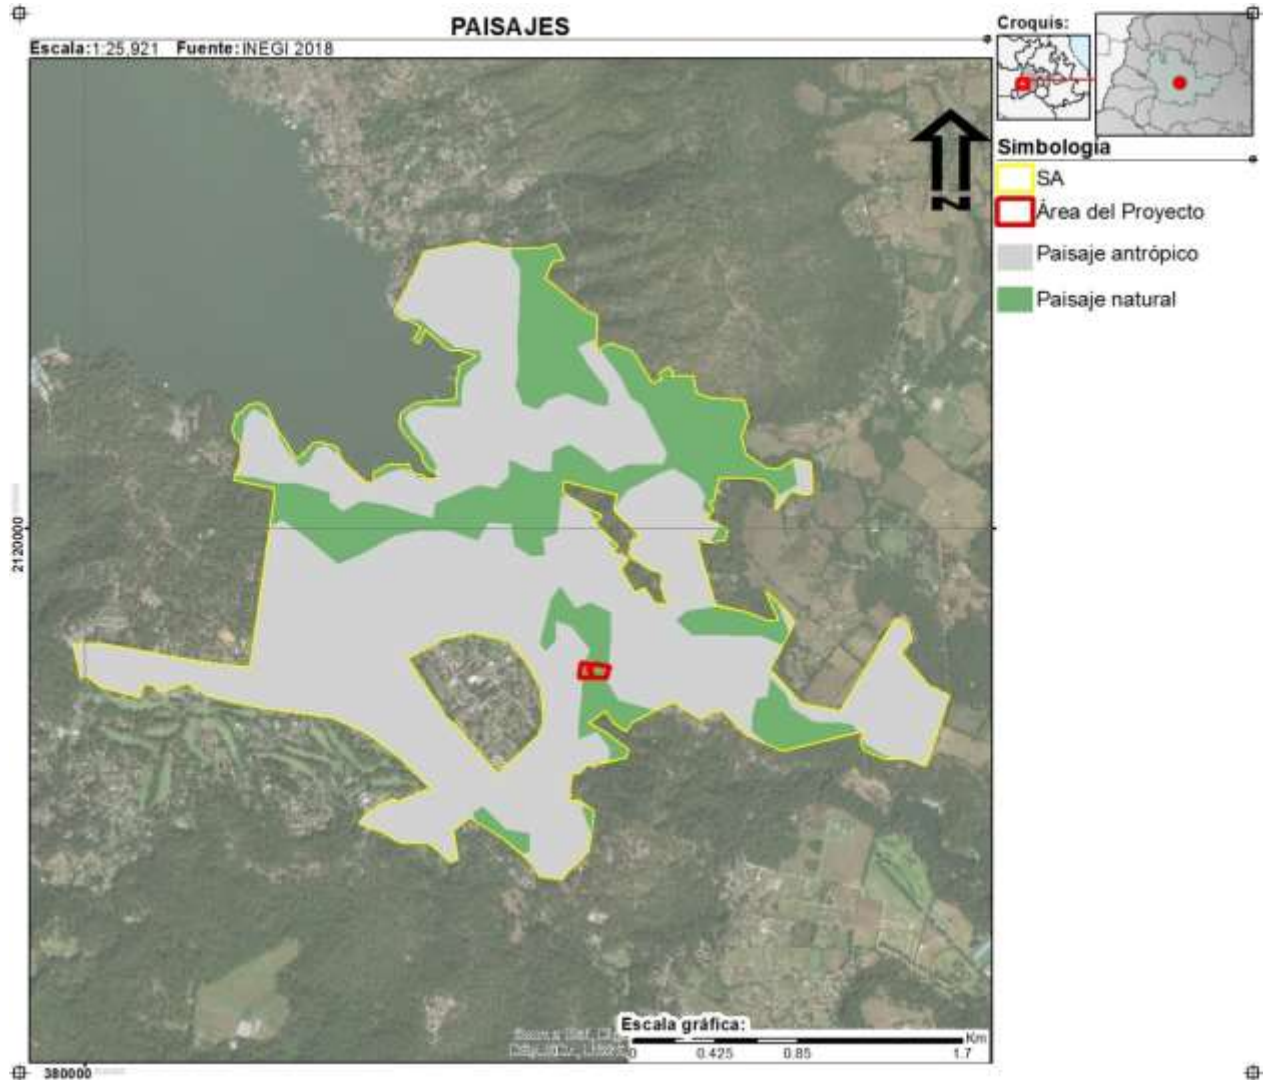 PAISAJES
Escala:1:25,921 Fuente: INEGI 2018
Croquis:
Simbología
SA
Área del Proyecto
Paisaje antrópico
Paisaje natural
N
2120000
380000
Escala gráfica:
Km
0 0.425 0.85 1.7